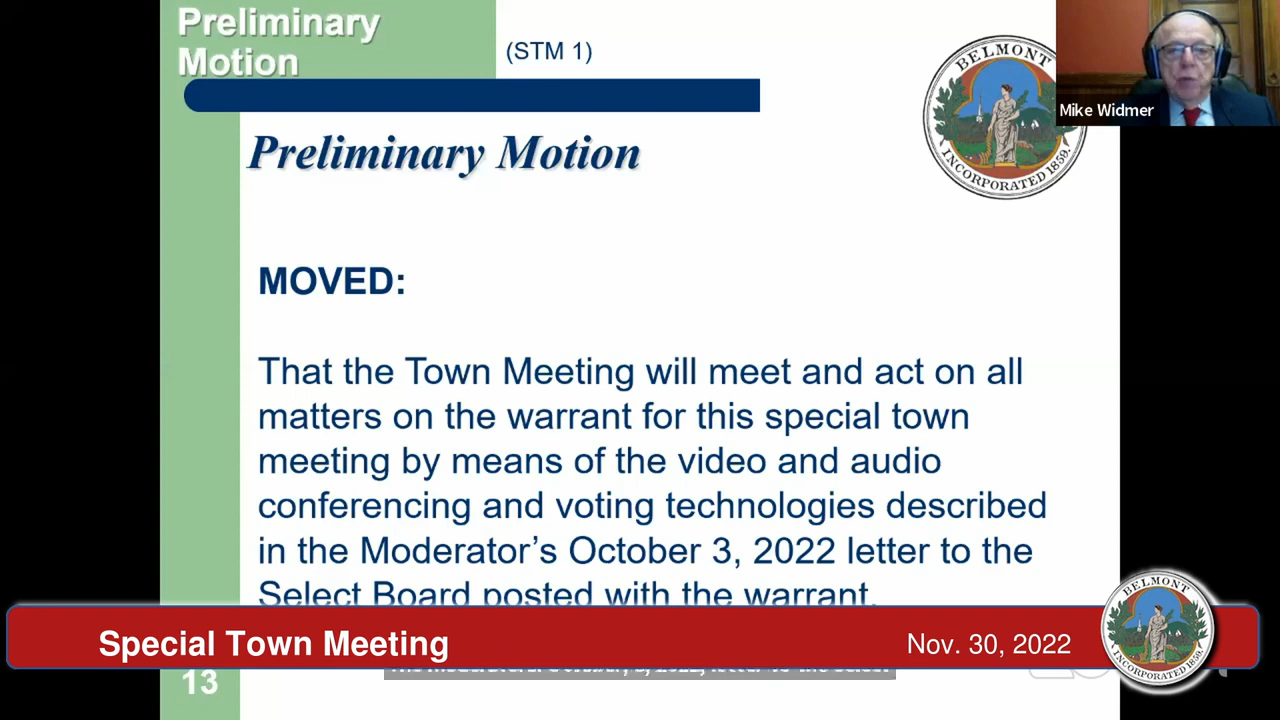 Preliminary
Motion
(STM 1)
BELMONT
INCORPORATED 1859.
Mike Widmer
Preliminary Motion
MOVED:
That the Town Meeting will meet and act on all
matters on the warrant for this special town
meeting by means of the video and audio
conferencing and voting technologies described
in the Moderator’s October 3, 2022 letter to the
Select Board posted with the warrant.
Special Town Meeting
Nov. 30, 2022
BELMONT
INCORPORATED 1859.
13